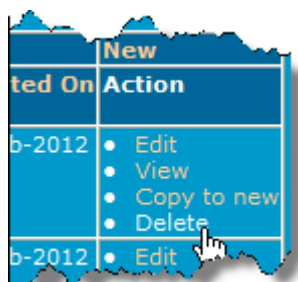 New
ted On Action
b-2012 • Edit
• View
• Copy to new
• Delete
b-2012 • Edit